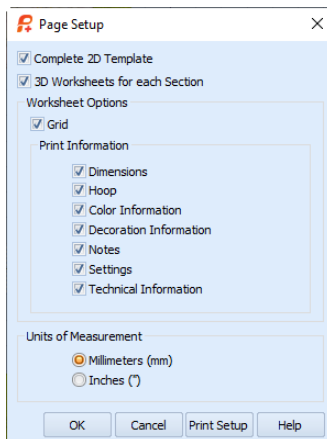 Page Setup
Complete 2D Template
3D Worksheets for each Section
Worksheet Options
Grid
Print Information
Dimensions
Hoop
Color Information
Decoration Information
Notes
Settings
Technical Information
Units of Measurement
Millimeters (mm)
Inches (")
OK Cancel Print Setup Help